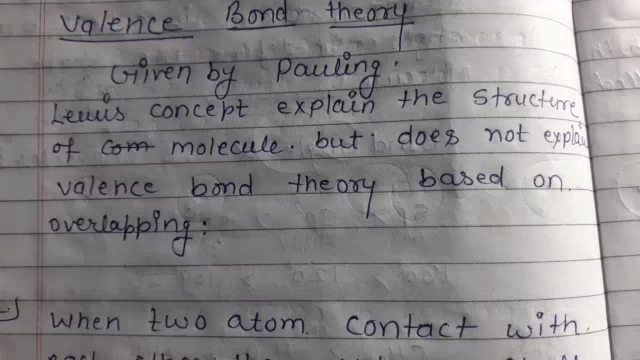 Valence Bond theory
Given by Pauling.
Lewis concept explain the structure
of com molecule. but does not explain
valence bond theory based on
overlapping:
when two atom contact with